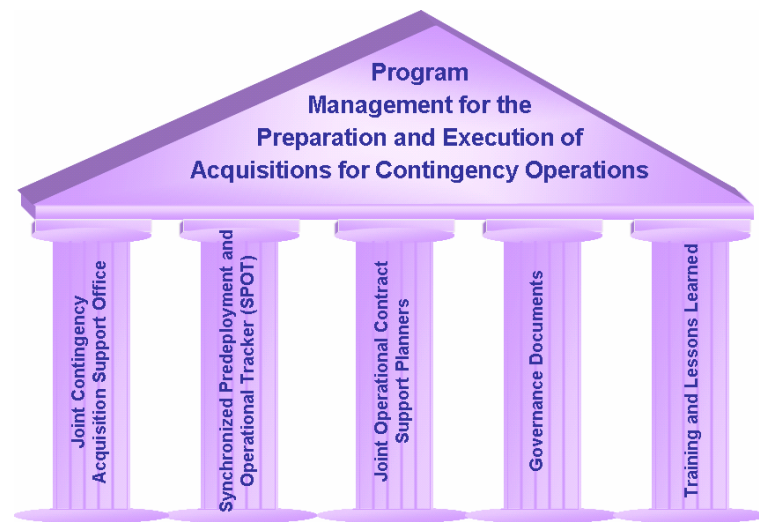 Program
Management for the
Preparation and Execution of
Acquisitions for Contingency Operations
Joint Contingency
Acquisition Support Office
Synchronized Predeployment and
Operational Tracker (SPOT)
Joint Operational Contract
Support Planners
Governance Documents
Training and Lessons Learned